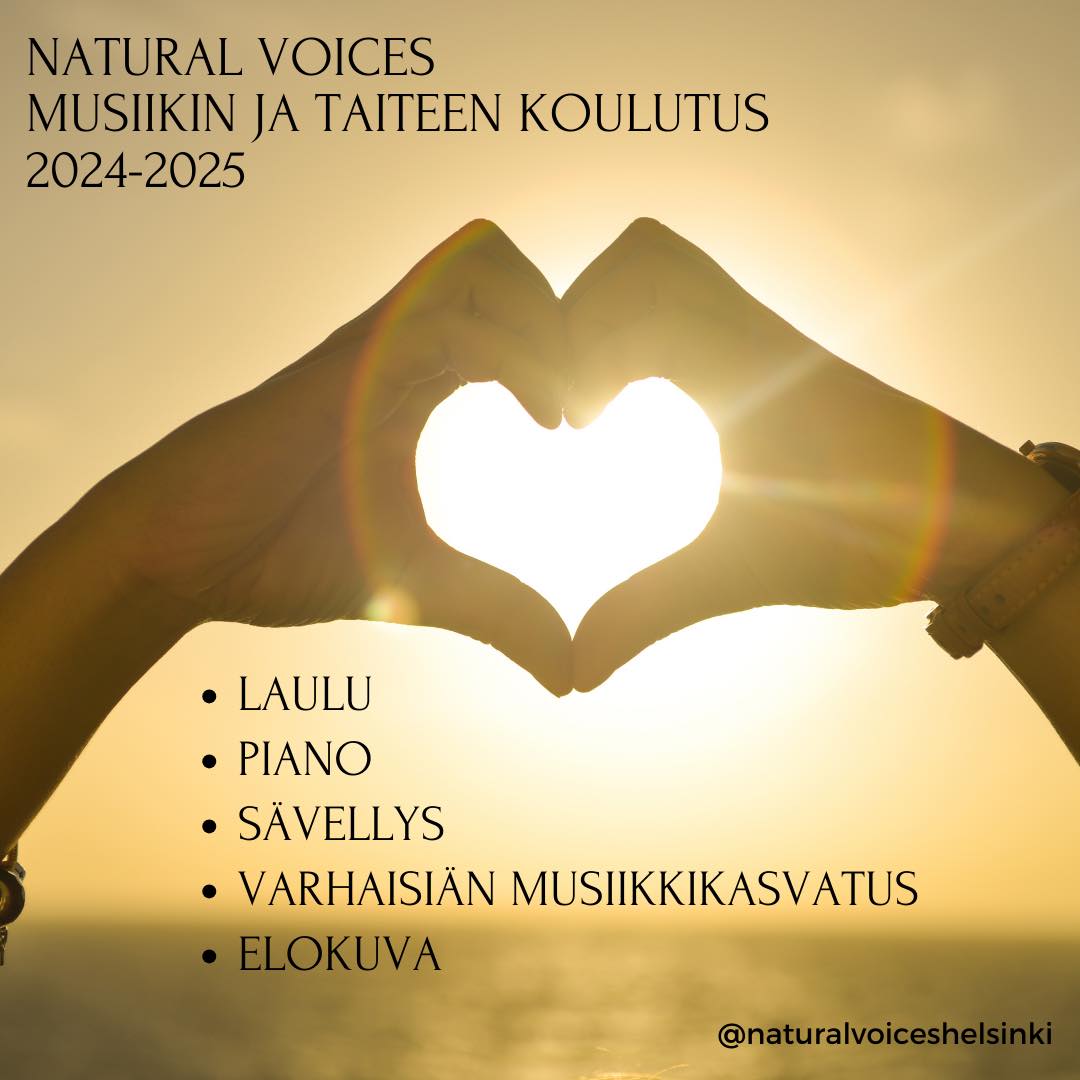 NATURAL VOICES
MUSIIKIN JA TAITEEN KOULUTUS
2024-2025
• LAULU
• PIANO
• SÄVELLYS
• VARHAISIÄN MUSIIKKIKASVATUS
• ELOKUVA
@naturalvoiceshelsinki